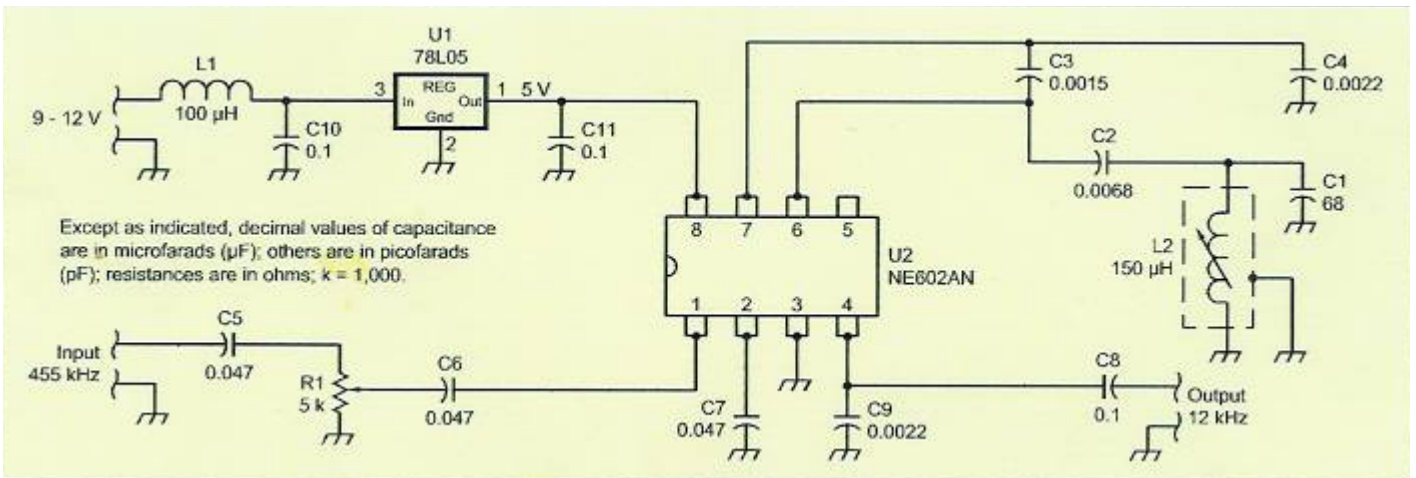 U1
78L05
L1
100 µH
9 - 12 V
3
REG
In
Out
Gnd
1
5 V
2
C10
0.1
C11
0.1
C3
0.0015
C4
0.0022
C2
0.0068
C1
68
L2
150 µH
Except as indicated, decimal values of capacitance
are in microfarads (µF); others are in picofarads
(pF); resistances are in ohms; k = 1,000.
8
7
6
5
U2
NE602AN
1
2
3
4
Input
455 kHz
C5
0.047
R1
5 k
C6
0.047
C7
0.047
C9
0.0022
C8
0.1
Output
12 kHz